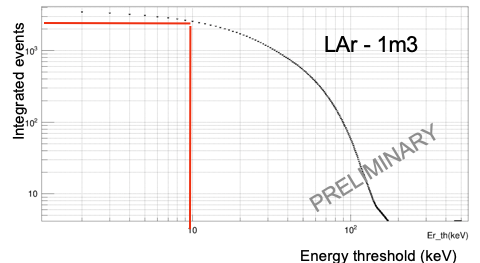 LAr - 1m3
Integrated events
10³
10²
10
PRELIMINARY
10
10²
Er_th(keV)
Energy threshold (keV)